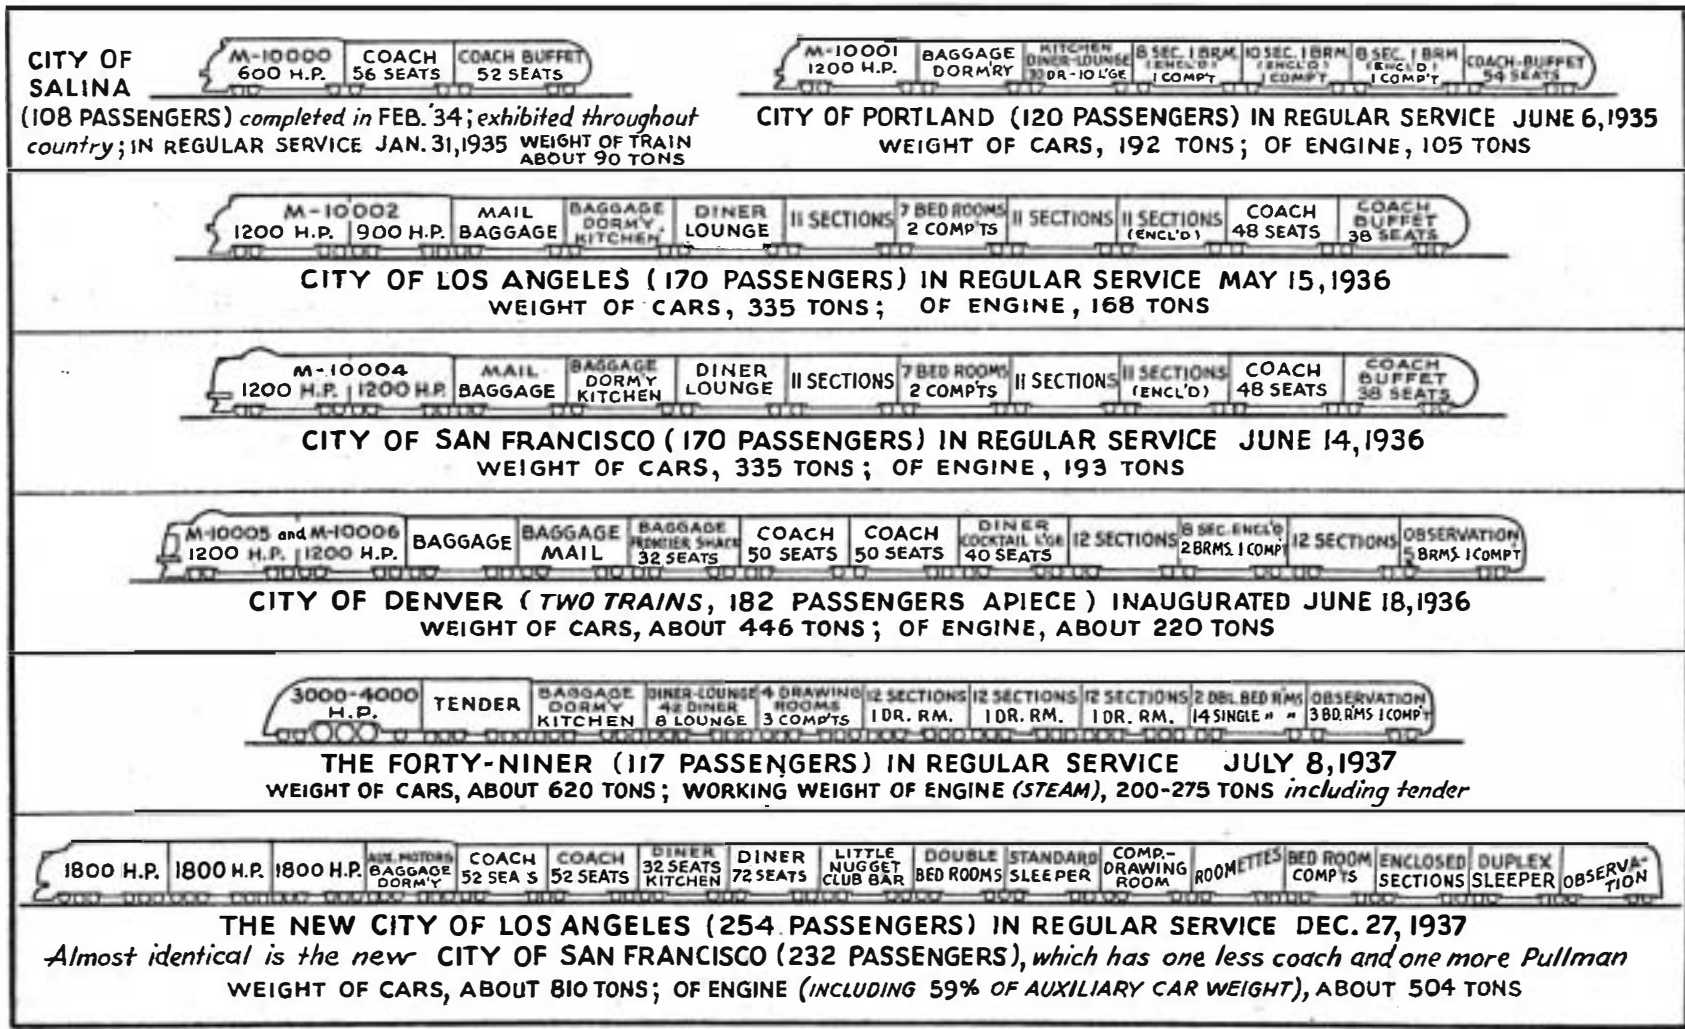 CITY OF
SALINA
M-10000
600 H.P.
COACH
56 SEATS
COACH BUFFET
52 SEATS
(108 PASSENGERS) completed in FEB. '34; exhibited throughout
country; IN REGULAR SERVICE JAN. 31, 1935 WEIGHT OF TRAIN
ABOUT 90 TONS
M-10001
1200 H.P.
BAGGAGE
DORM'RY
KITCHEN
DINER-LOUNGE
30 DR-10 L'GE
8 SEC. 1 BRM.
(ENCL'D)
1 COMP'T
10 SEC. 1 BRM.
(ENCL'D)
1 COMP'T
8 SEC. 1 BRM
(ENCL'D)
1 COMP'T
COACH-BUFFET
54 SEATS
CITY OF PORTLAND (120 PASSENGERS) IN REGULAR SERVICE JUNE 6, 1935
WEIGHT OF CARS, 192 TONS; OF ENGINE, 105 TONS
M-10002
1200 H.P. 900 H.P.
MAIL
BAGGAGE
BAGGAGE
DORM'Y.
KITCHEN
DINER
LOUNGE
11 SECTIONS
7 BED ROOMS
2 COMP'TS
11 SECTIONS
11 SECTIONS
(ENCL'D)
COACH
48 SEATS
COACH
BUFFET
38 SEATS
CITY OF LOS ANGELES (170 PASSENGERS) IN REGULAR SERVICE MAY 15, 1936
WEIGHT OF CARS, 335 TONS; OF ENGINE, 168 TONS
M-10004
1200 H.P. 1200 H.P.
MAIL
BAGGAGE
BAGGAGE
DORM'Y
KITCHEN
DINER
LOUNGE
11 SECTIONS
7 BED ROOMS
2 COMP'TS
11 SECTIONS
11 SECTIONS
(ENCL'D)
COACH
48 SEATS
COACH
BUFFET
38 SEATS
CITY OF SAN FRANCISCO (170 PASSENGERS) IN REGULAR SERVICE JUNE 14, 1936
WEIGHT OF CARS, 335 TONS; OF ENGINE, 193 TONS
M-10005 and M-10006
1200 H.P. 1200 H.P.
BAGGAGE
BAGGAGE
MAIL
BAGGAGE
FRONTIER SHACK
32 SEATS
COACH
50 SEATS
COACH
50 SEATS
DINER
COCKTAIL L'GE
40 SEATS
12 SECTIONS
8 SEC. ENCL'D
2 BRMS. 1 COMP'T
12 SECTIONS
OBSERVATION
5 BRMS. 1 COMPT
CITY OF DENVER (TWO TRAINS, 182 PASSENGERS APIECE) INAUGURATED JUNE 18, 1936
WEIGHT OF CARS, ABOUT 446 TONS; OF ENGINE, ABOUT 220 TONS
3000-4000
H.P.
TENDER
BAGGAGE
DORM'Y
KITCHEN
DINER-LOUNGE
42 DINER
8 LOUNGE
4 DRAWING
ROOMS
3 COMP'TS
12 SECTIONS
1 DR. RM.
12 SECTIONS
1 DR. RM.
12 SECTIONS
1 DR. RM.
2 DBL. BED R'MS
14 SINGLE " "
OBSERVATION
3 BD. R'MS 1 COMP'T
THE FORTY-NINER (117 PASSENGERS) IN REGULAR SERVICE JULY 8, 1937
WEIGHT OF CARS, ABOUT 620 TONS; WORKING WEIGHT OF ENGINE (STEAM), 200-275 TONS including tender
1800 H.P.
1800 H.P.
1800 H.P.
AUX. MOTORS
BAGGAGE
DORM'Y
COACH
52 SEA S
COACH
52 SEATS
DINER
32 SEATS
KITCHEN
DINER
72 SEATS
LITTLE
NUGGET
CLUB BAR
DOUBLE
BED ROOMS
STANDARD
SLEEPER
COMP.-
DRAWING
ROOM
ROOMETTES
BED ROOM
COMP'TS
ENCLOSED
SECTIONS
DUPLEX
SLEEPER
OBSERVA-
TION
THE NEW CITY OF LOS ANGELES (254 PASSENGERS) IN REGULAR SERVICE DEC. 27, 1937
Almost identical is the new CITY OF SAN FRANCISCO (232 PASSENGERS), which has one less coach and one more Pullman
WEIGHT OF CARS, ABOUT 810 TONS; OF ENGINE (INCLUDING 59% OF AUXILIARY CAR WEIGHT), ABOUT 504 TONS